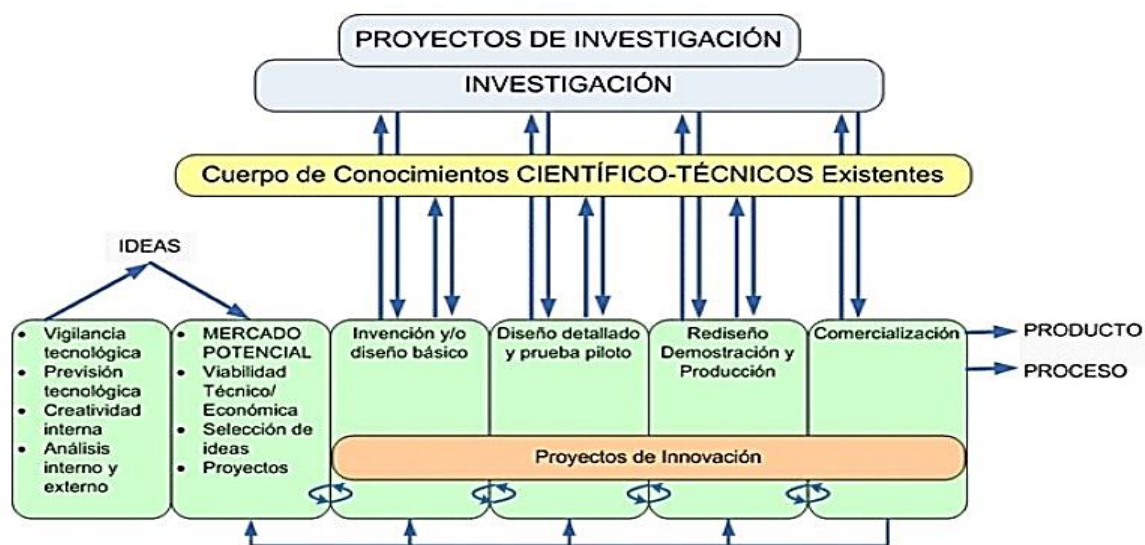 PROYECTOS DE INVESTIGACIÓN
INVESTIGACIÓN
Cuerpo de Conocimientos CIENTÍFICO-TÉCNICOS Existentes
IDEAS
• Vigilancia
tecnológica
• Previsión
tecnológica
• Creatividad
interna
• Análisis
interno y
externo
• MERCADO
POTENCIAL
• Viabilidad
Técnico/
Económica
• Selección de
ideas
• Proyectos
Invención y/o
diseño básico
Diseño detallado
y prueba piloto
Rediseño
Demostración y
Producción
Comercialización
PRODUCTO
PROCESO
Proyectos de Innovación